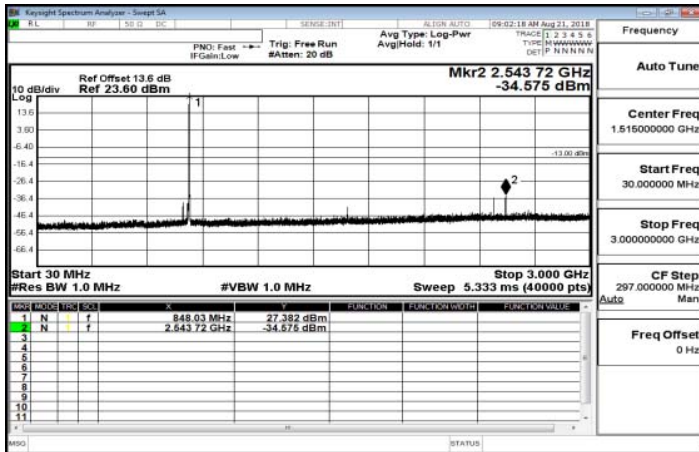 Keysight Spectrum Analyzer - Swept SA
RL RF 50 Ω DC SENSE:INT ALIGN AUTO 09:02:18 AM Aug 21, 2018
PNO: Fast Trig: Free Run Avg Type: Log-Pwr TRACE 1 2 3 4 5 6
IFGain:Low #Atten: 20 dB Avg|Hold: 1/1 TYPE MWWWWW
DET P N N N N N
Frequency
Auto Tune
Center Freq
1.515000000 GHz
Start Freq
30.000000 MHz
Stop Freq
3.000000000 GHz
CF Step
297.000000 MHz
Auto Man
Freq Offset
0 Hz
Ref Offset 13.6 dB
Mkr2 2.543 72 GHz
10 dB/div Ref 23.60 dBm -34.575 dBm
Log
1
13.6
3.60
-6.40
-13.00 dBm
-16.4
-26.4
2
-36.4
-46.4
-56.4
-66.4
Start 30 MHz Stop 3.000 GHz
#Res BW 1.0 MHz #VBW 1.0 MHz Sweep 5.333 ms (40000 pts)
MKR MODE TRC SCL X Y FUNCTION FUNCTION WIDTH FUNCTION VALUE
1 N 1 f 848.03 MHz 27.382 dBm
2 N 1 f 2.543 72 GHz -34.575 dBm
3
4
5
6
7
8
9
10
11
MSG STATUS